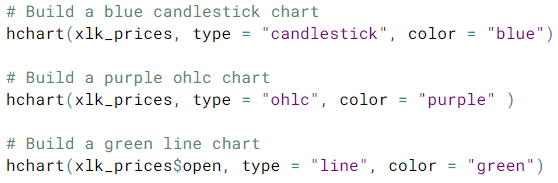 # Build a blue candlestick chart
hchart(xlk_prices, type = "candlestick", color = "blue")
# Build a purple ohlc chart
hchart(xlk_prices, type = "ohlc", color = "purple" )
# Build a green line chart
hchart(xlk_prices$open, type = "line", color = "green")